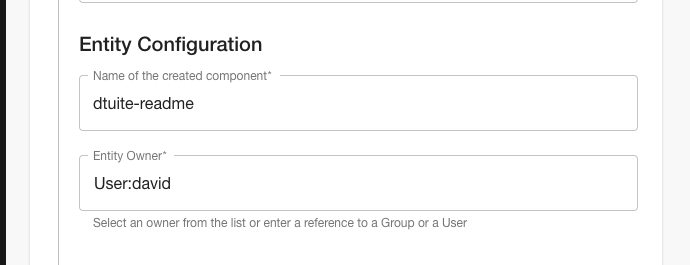 Entity Configuration
Name of the created component*
dtuite-readme
Entity Owner*
User:david
Select an owner from the list or enter a reference to a Group or a User